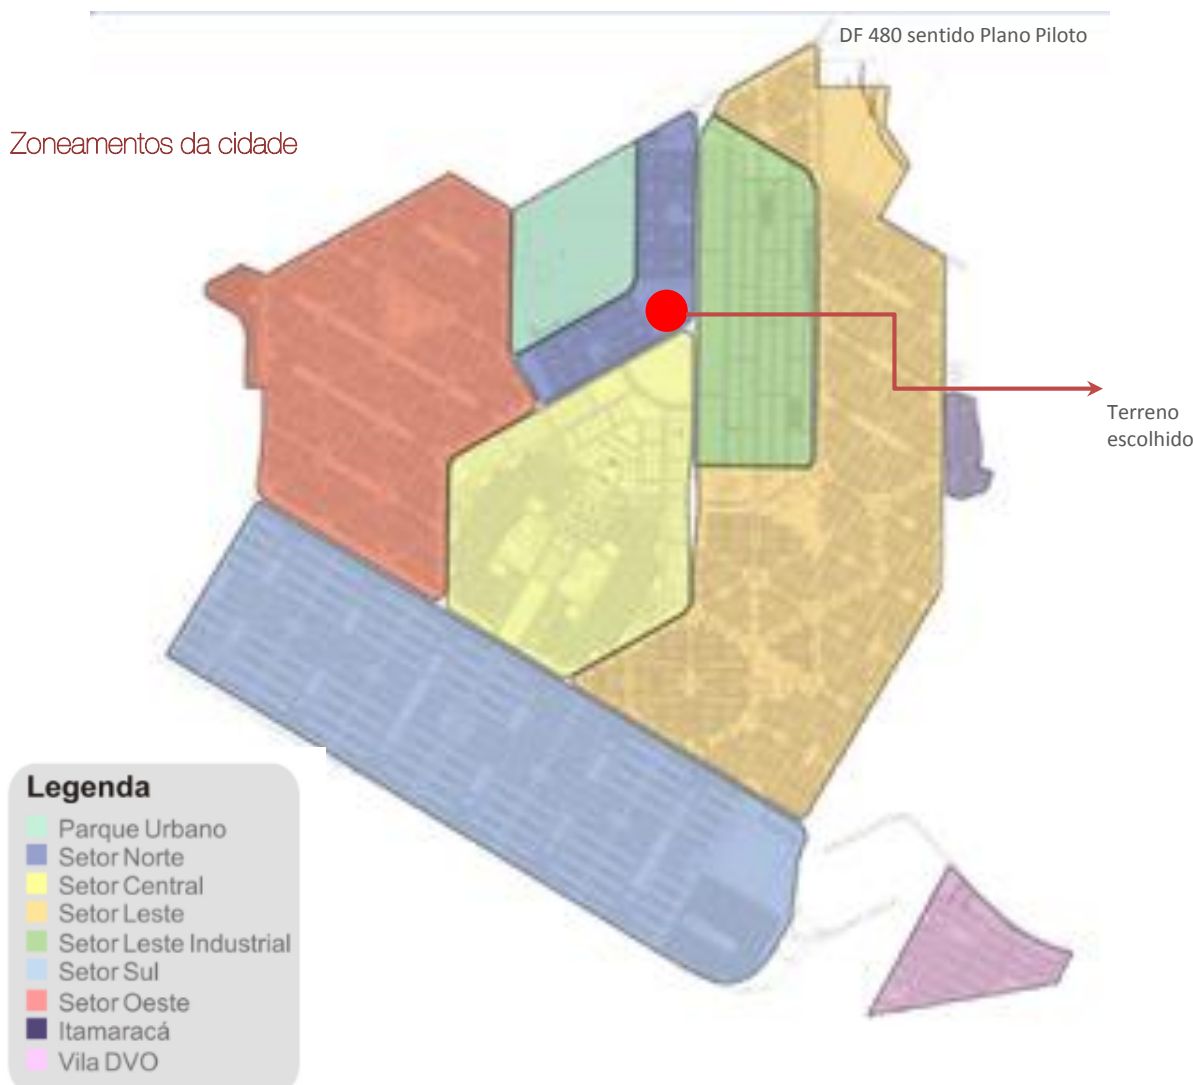 DF 480 sentido Plano Piloto
Zoneamentos da cidade
Terreno
escolhido
Legenda
Parque Urbano
Setor Norte
Setor Central
Setor Leste
Setor Leste Industrial
Setor Sul
Setor Oeste
Itamaracá
Vila DVO